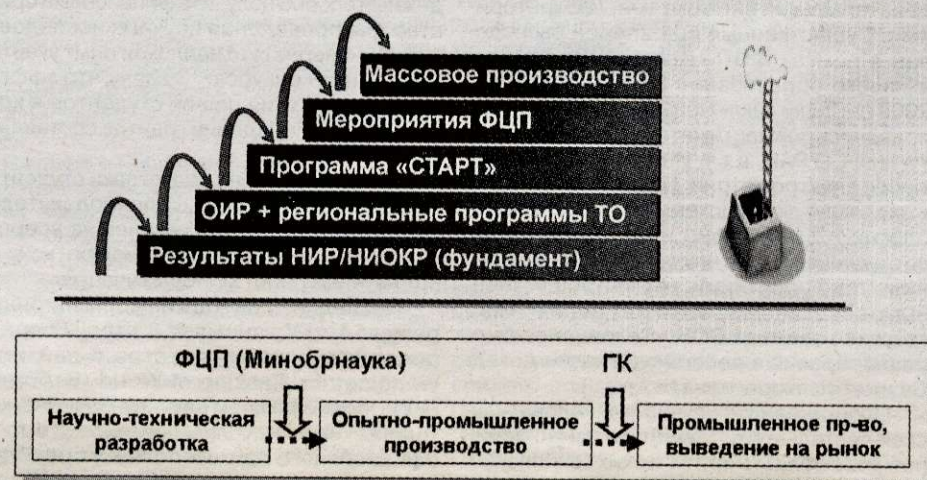 Массовое производство
Мероприятия ФЦП
Программа «СТАРТ»
ОИР + региональные программы ТО
Результаты НИР/НИОКР (фундамент)
ФЦП (Минобрнаука)
ГК
Научно-техническая
разработка
Опытно-промышленное
производство
Промышленное пр-во,
выведение на рынок